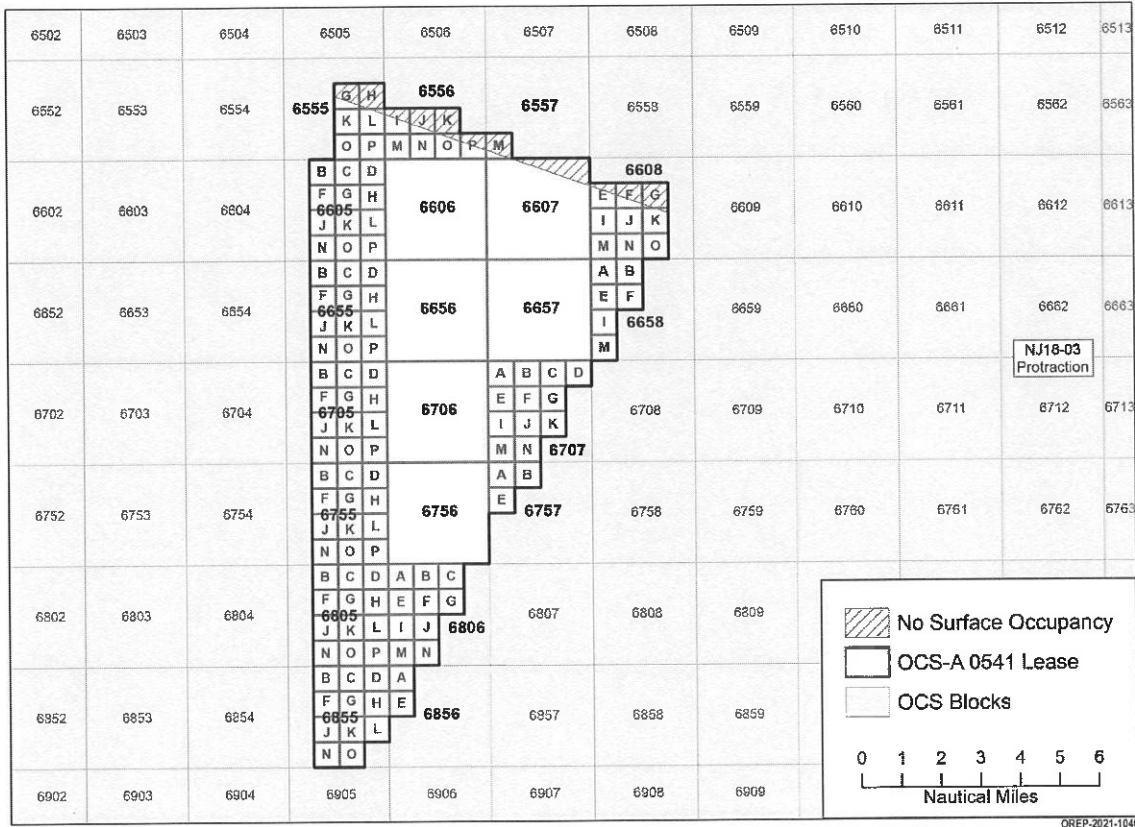 6502 6503 6504 6505 6506 6507 6508 6509 6510 6511 6512 6513
G H 6556
6552 6553 6554 6555 6557 6558 6559 6560 6561 6562 6563
K L I J K
O P M N O P M
B C D 6608
F G H E F G
6602 6603 6604 6605 6606 6607 6609 6610 6611 6612 6613
J K L I J K
N O P M N O
B C D A B
F G H E F
6652 6653 6654 6655 6656 6657 6659 6660 6661 6662 6663
J K L I 6658
N O P M
NJ18-03
Protraction
B C D A B C D
F G H E F G
6702 6703 6704 6705 6706 6708 6709 6710 6711 6712 6713
J K L I J K
N O P M N 6707
B C D A B
F G H E
6752 6753 6754 6755 6756 6757 6758 6759 6760 6761 6762 6763
J K L
N O P
B C D A B C
F G H E F G
6802 6803 6804 6805 6806 6807 6808 6809
J K L I J
N O P M N
B C D A
F G H E
6852 6853 6854 6855 6856 6857 6858 6859
J K L
N O
6902 6903 6904 6905 6906 6907 6908 6909
No Surface Occupancy
OCS-A 0541 Lease
OCS Blocks
0 1 2 3 4 5 6
Nautical Miles